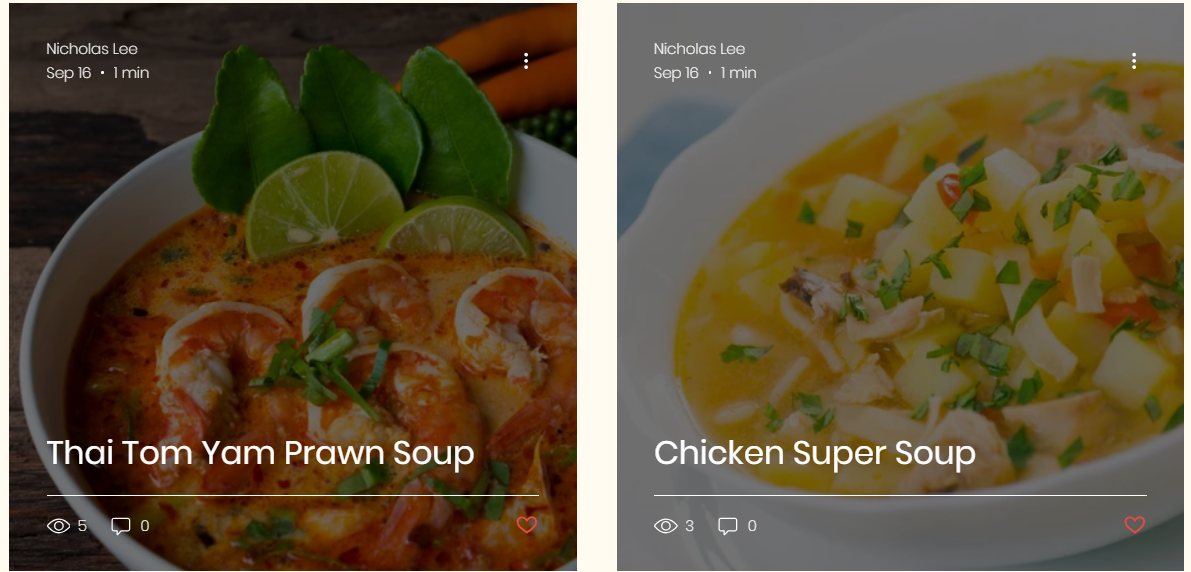 Nicholas Lee
Sep 16 • 1 min
Thai Tom Yam Prawn Soup
5 0
Nicholas Lee
Sep 16 • 1 min
Chicken Super Soup
3 0